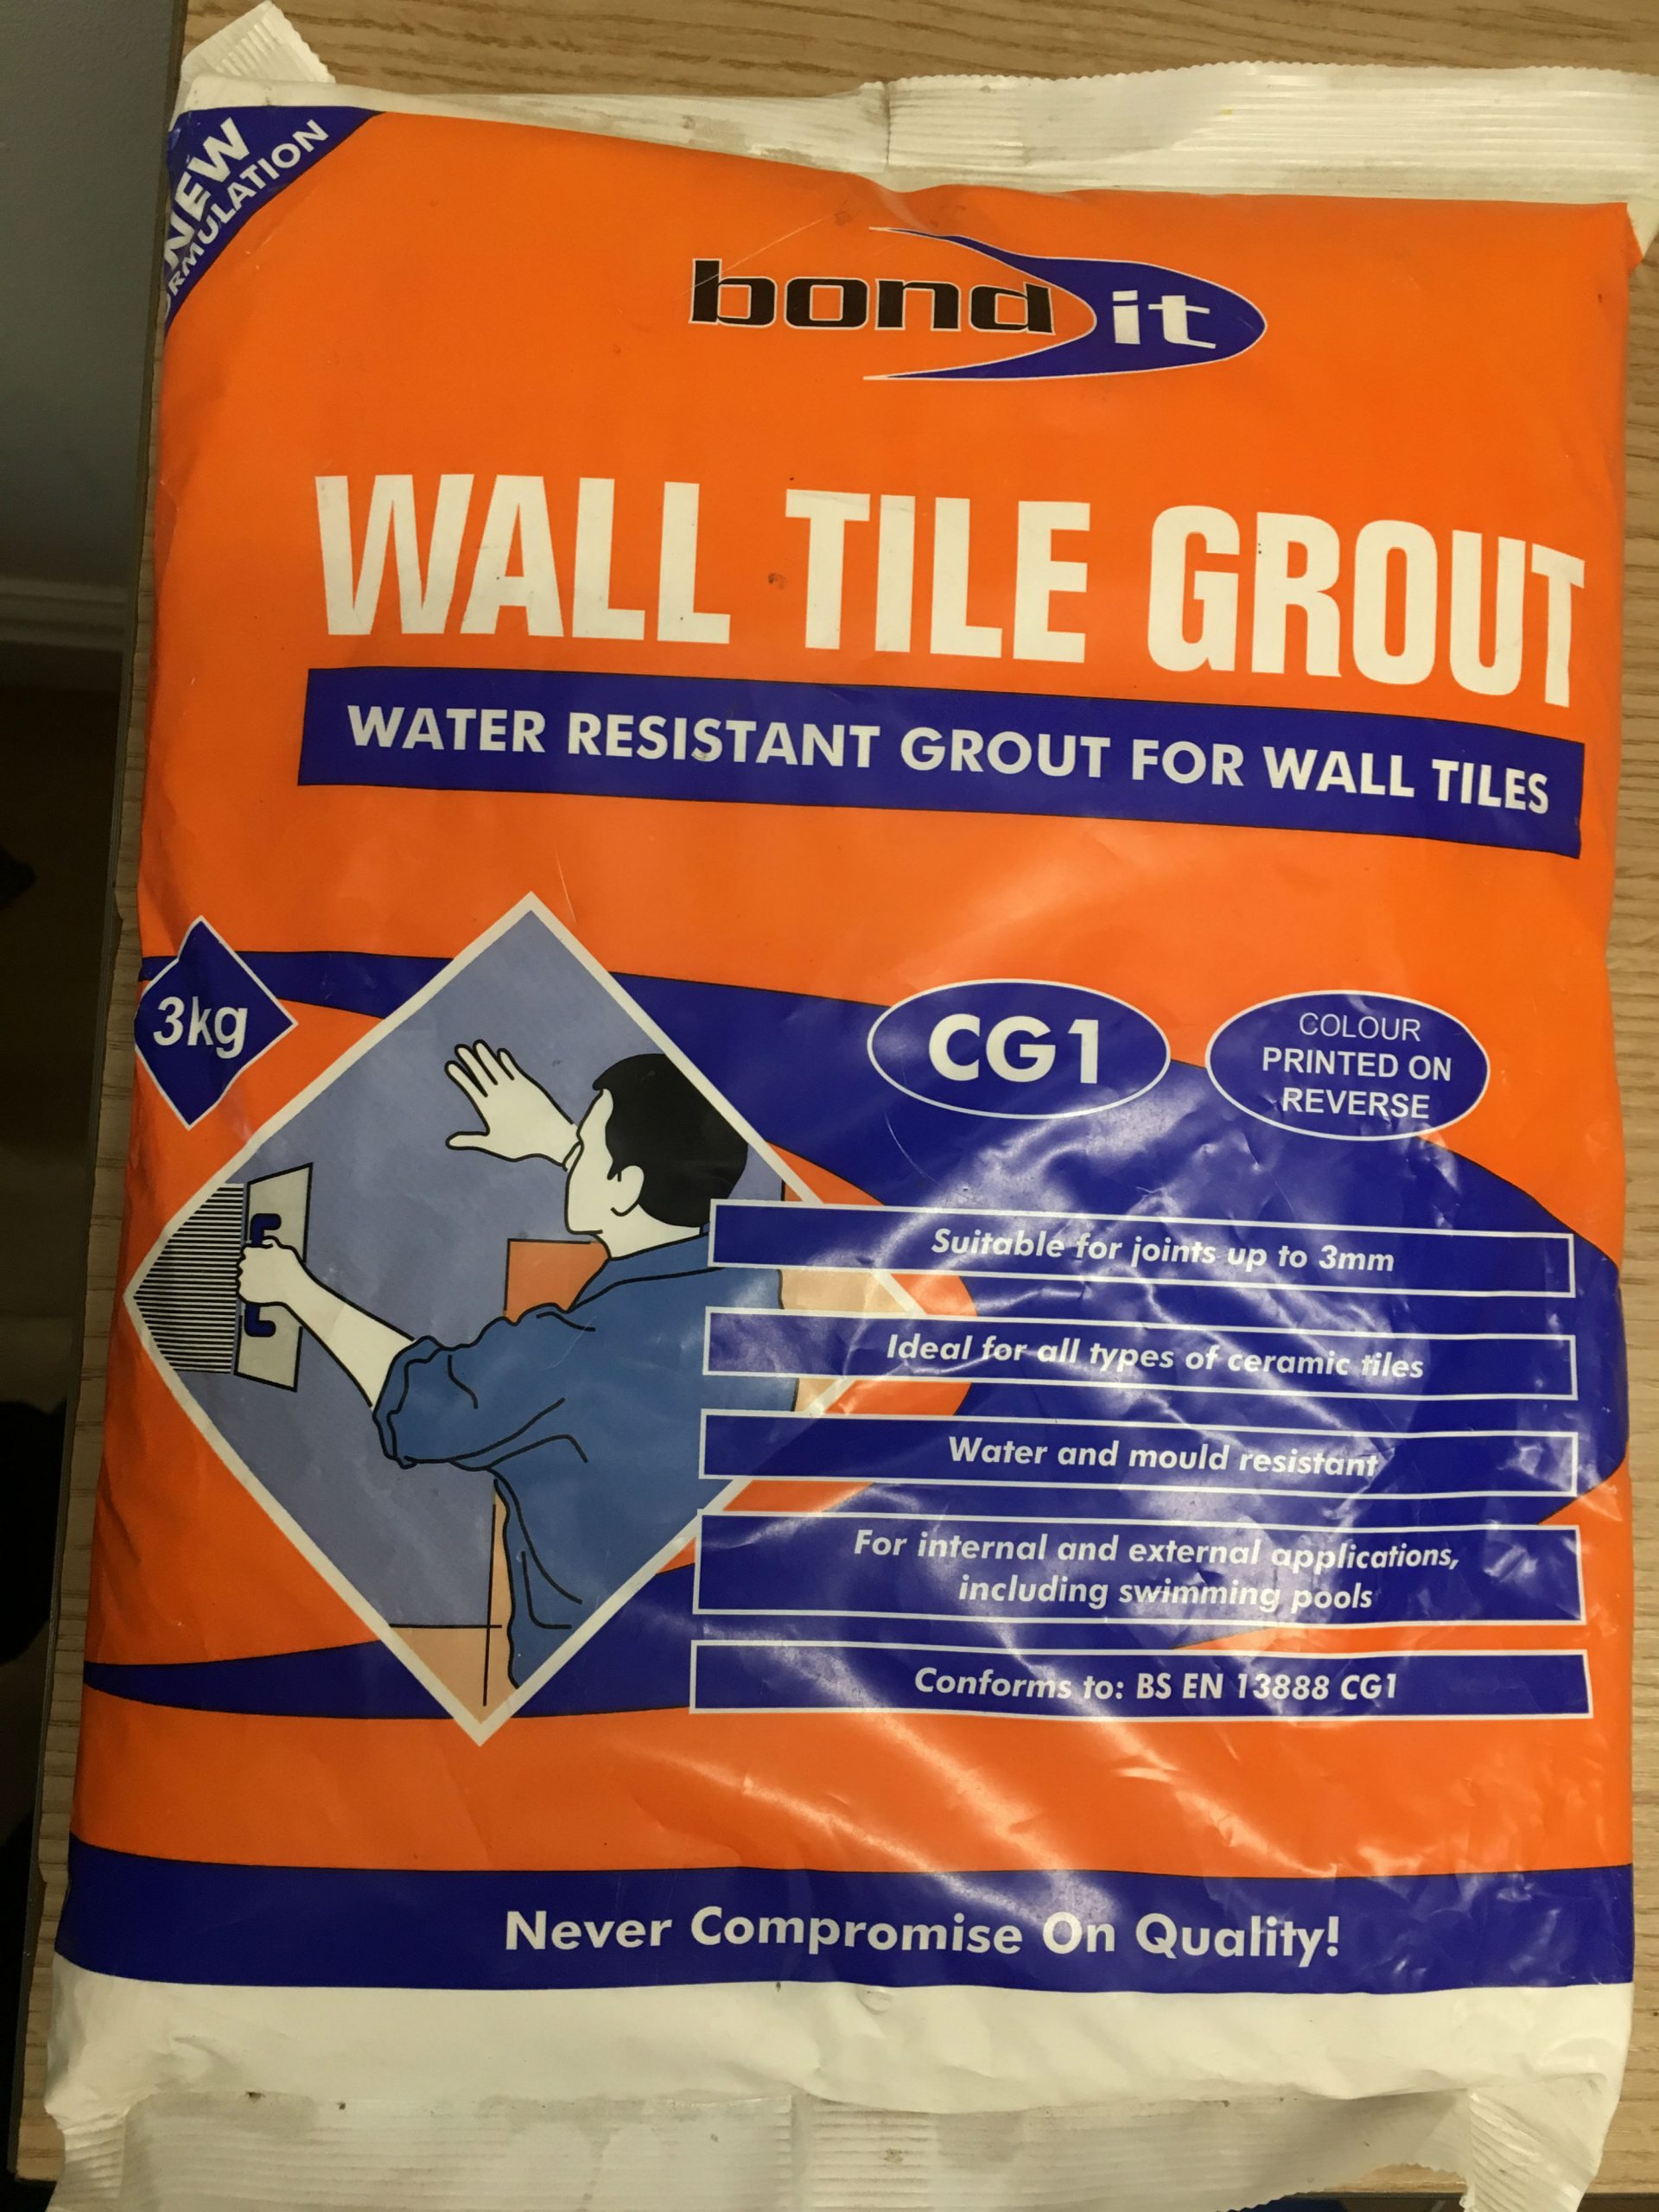 NEW
bond it
WALL TILE GROUT
WATER RESISTANT GROUT FOR WALL TILES
3kg
CG1
COLOUR
PRINTED ON
REVERSE
Suitable for joints up to 3mm
Ideal for all types of ceramic tiles
Water and mould resistant
For internal and external applications,
including swimming pools
Conforms to: BS EN 13888 CG1
Never Compromise On Quality!